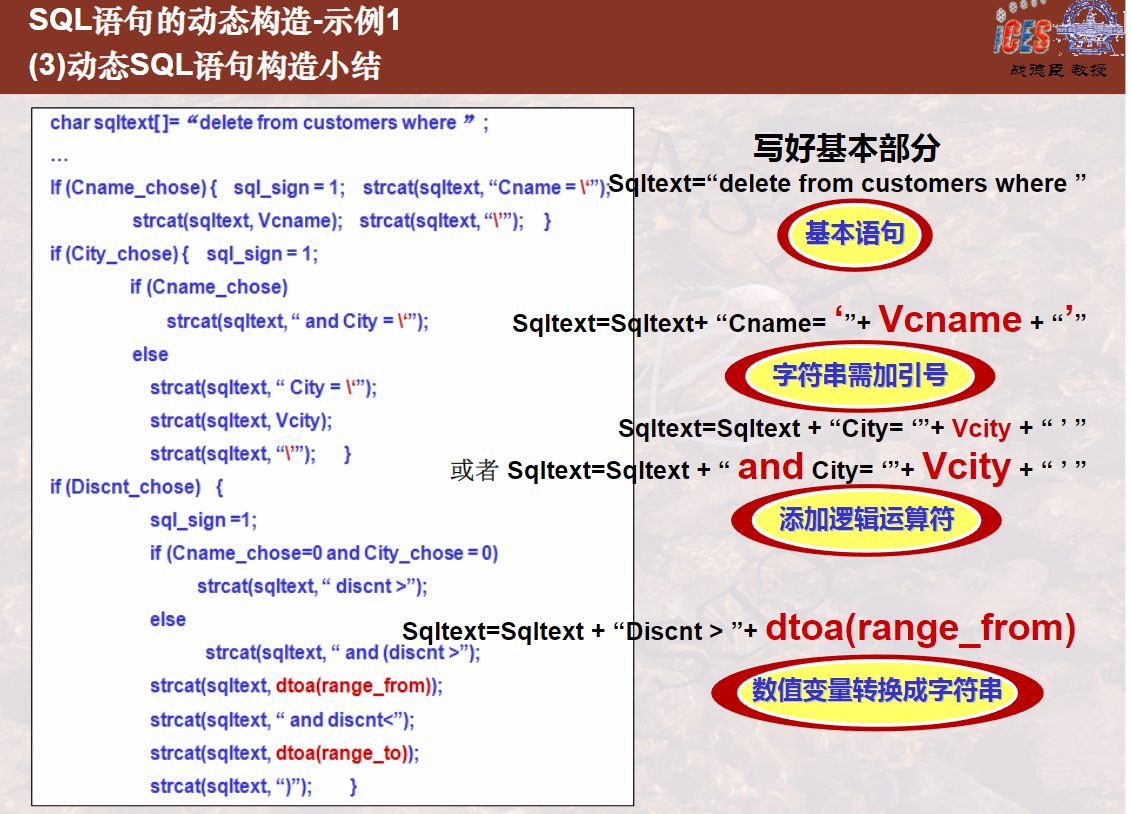 SQL语句的动态构造-示例1
(3)动态SQL语句构造小结
iCES
战德臣 教授
char sqltext[ ]= “delete from customers where ” ;
…
If (Cname_chose) { sql_sign = 1; strcat(sqltext, “Cname = \‘”);
strcat(sqltext, Vcname); strcat(sqltext, “\’”); }
if (City_chose) { sql_sign = 1;
if (Cname_chose)
strcat(sqltext, “ and City = \‘”);
else
strcat(sqltext, “ City = \‘”);
strcat(sqltext, Vcity);
strcat(sqltext, “\’”); }
if (Discnt_chose) {
sql_sign =1;
if (Cname_chose=0 and City_chose = 0)
strcat(sqltext, “ discnt >”);
else
strcat(sqltext, “ and (discnt >”);
strcat(sqltext, dtoa(range_from));
strcat(sqltext, “ and discnt<”);
strcat(sqltext, dtoa(range_to));
strcat(sqltext, “)”); }
写好基本部分
Sqltext=“delete from customers where ”
基本语句
Sqltext=Sqltext+ “Cname= ‘”+ Vcname + “’”
字符串需加引号
Sqltext=Sqltext + “City= ‘”+ Vcity + “ ’ ”
或者 Sqltext=Sqltext + “ and City= ‘”+ Vcity + “ ’ ”
添加逻辑运算符
Sqltext=Sqltext + “Discnt > ”+ dtoa(range_from)
数值变量转换成字符串